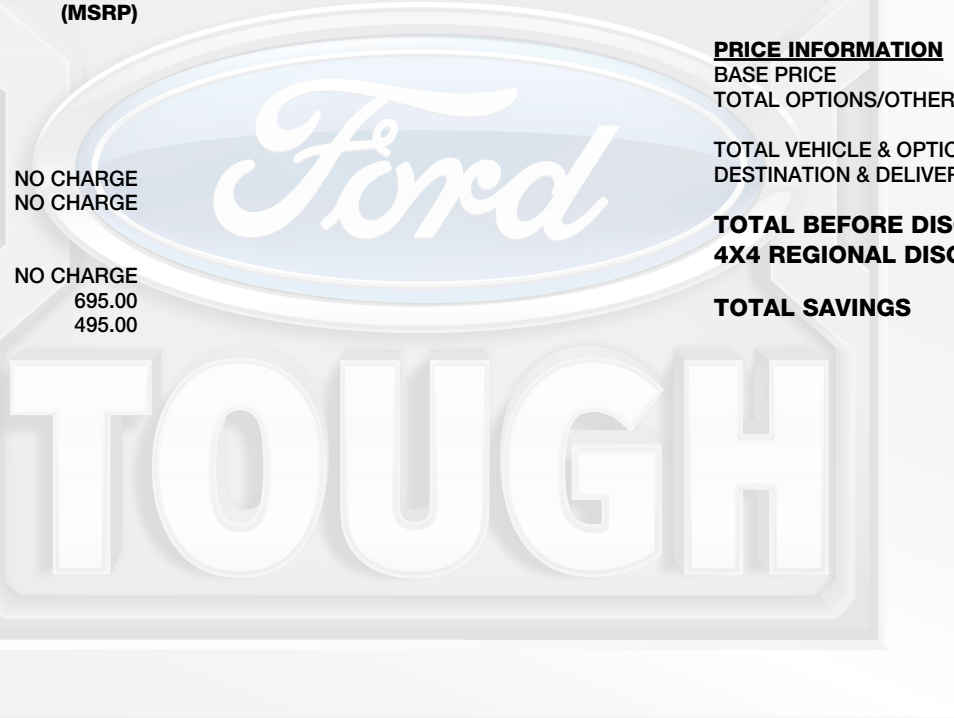 (MSRP)
NO CHARGE
NO CHARGE
NO CHARGE
695.00
495.00
Ford
TOUGH
PRICE INFORMATION
BASE PRICE
TOTAL OPTIONS/OTHER
TOTAL VEHICLE & OPTIO
DESTINATION & DELIVER
TOTAL BEFORE DISC
4X4 REGIONAL DISC
TOTAL SAVINGS